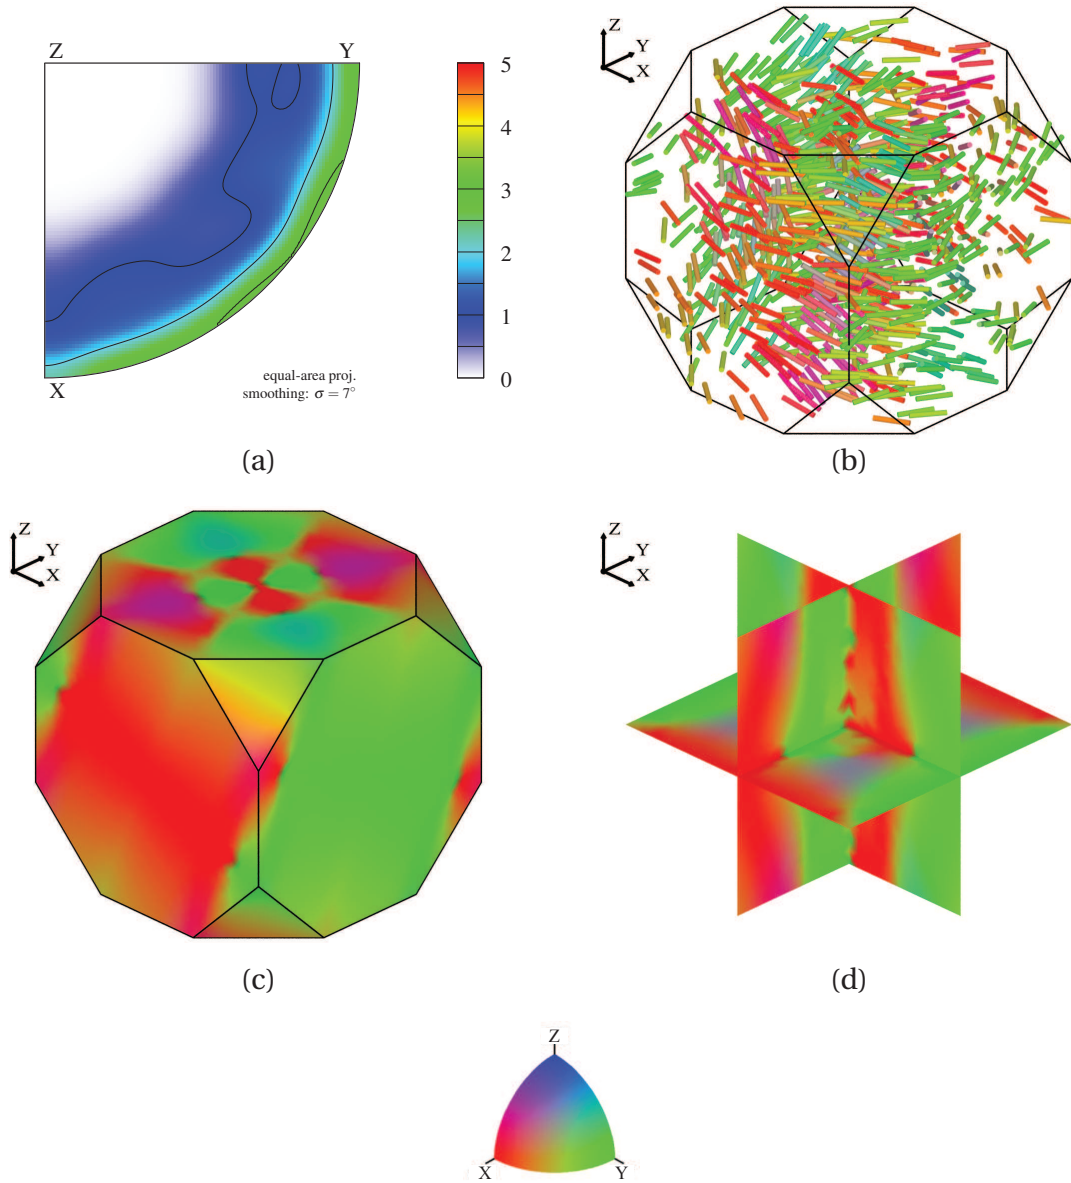 Z Y
5
4
3
2
1
0
X
equal-area proj.
smoothing: σ = 7°
(a)
Z
Y
X
(b)
Z
Y
X
(c)
Z
Y
X
(d)
Z
X Y